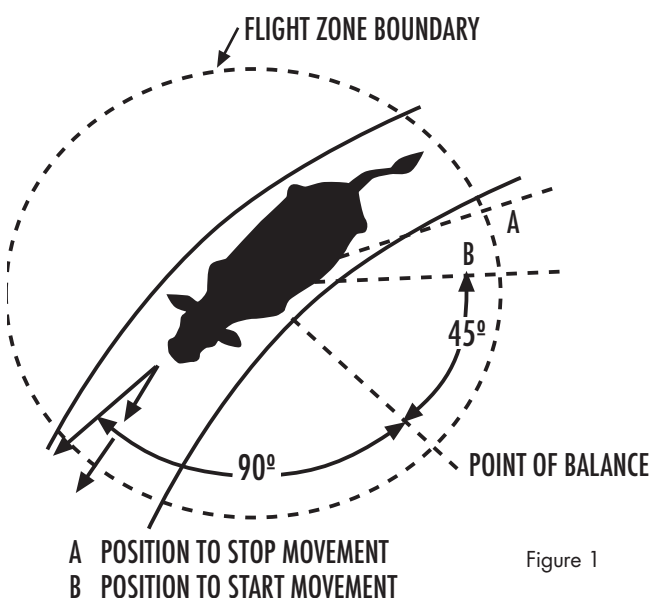 FLIGHT ZONE BOUNDARY
A
B
45º
90º
POINT OF BALANCE
A POSITION TO STOP MOVEMENT
B POSITION TO START MOVEMENT
Figure 1